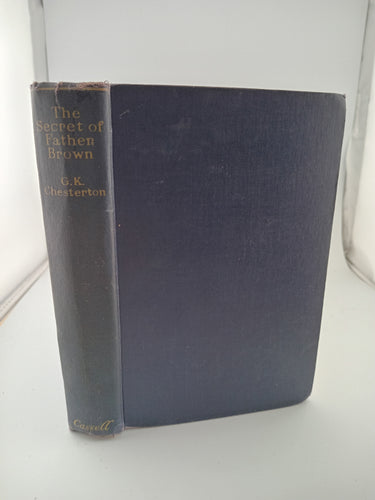 The
Secret of
Father
Brown
G.K.
Chesterton
Cassell